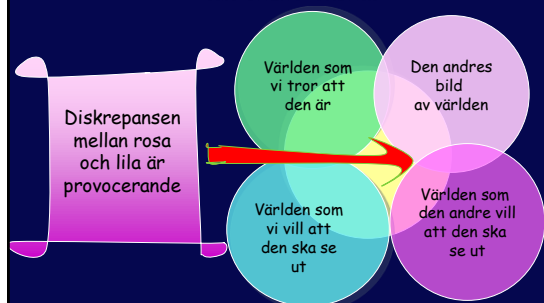 Diskrepansen
mellan rosa
och lila är
provocerande
Världen som
vi tror att
den är
Den andres
bild
av världen
Världen som
vi vill att
den ska se
ut
Världen som
den andre vill
att den ska
se ut